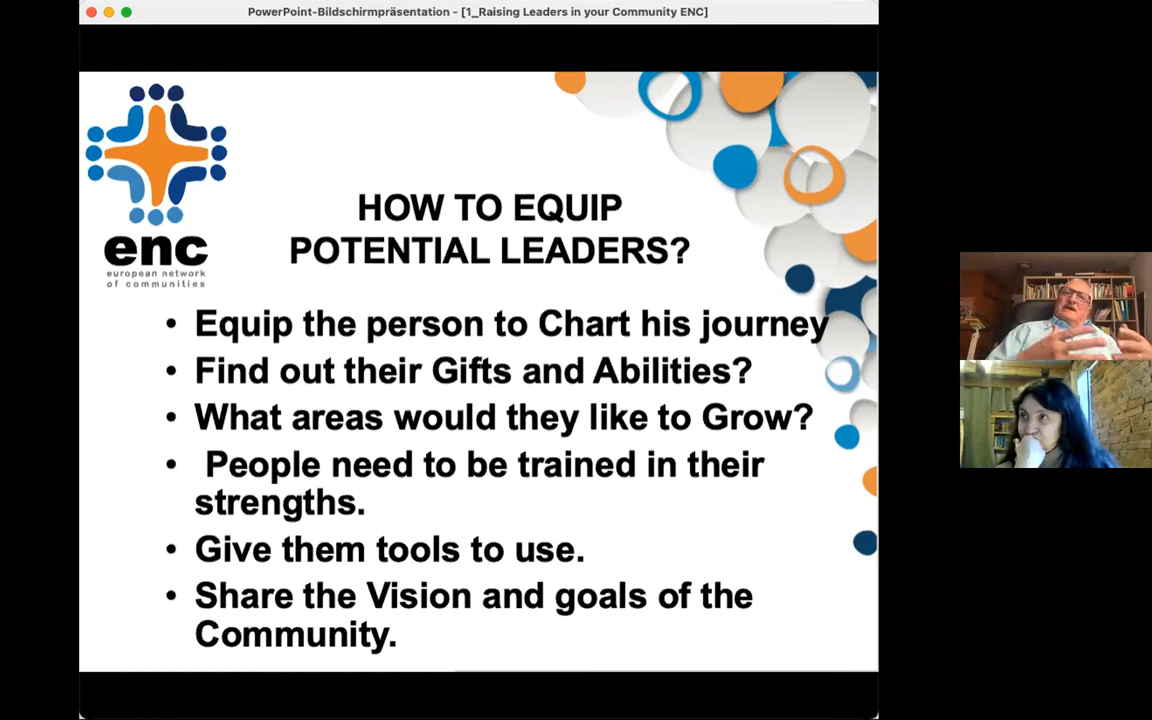 PowerPoint-Bildschirmpräsentation - [1_Raising Leaders in your Community ENC]
enc
european network
of communities
HOW TO EQUIP
POTENTIAL LEADERS?
• Equip the person to Chart his journey
• Find out their Gifts and Abilities?
• What areas would they like to Grow?
• People need to be trained in their
strengths.
• Give them tools to use.
• Share the Vision and goals of the
Community.